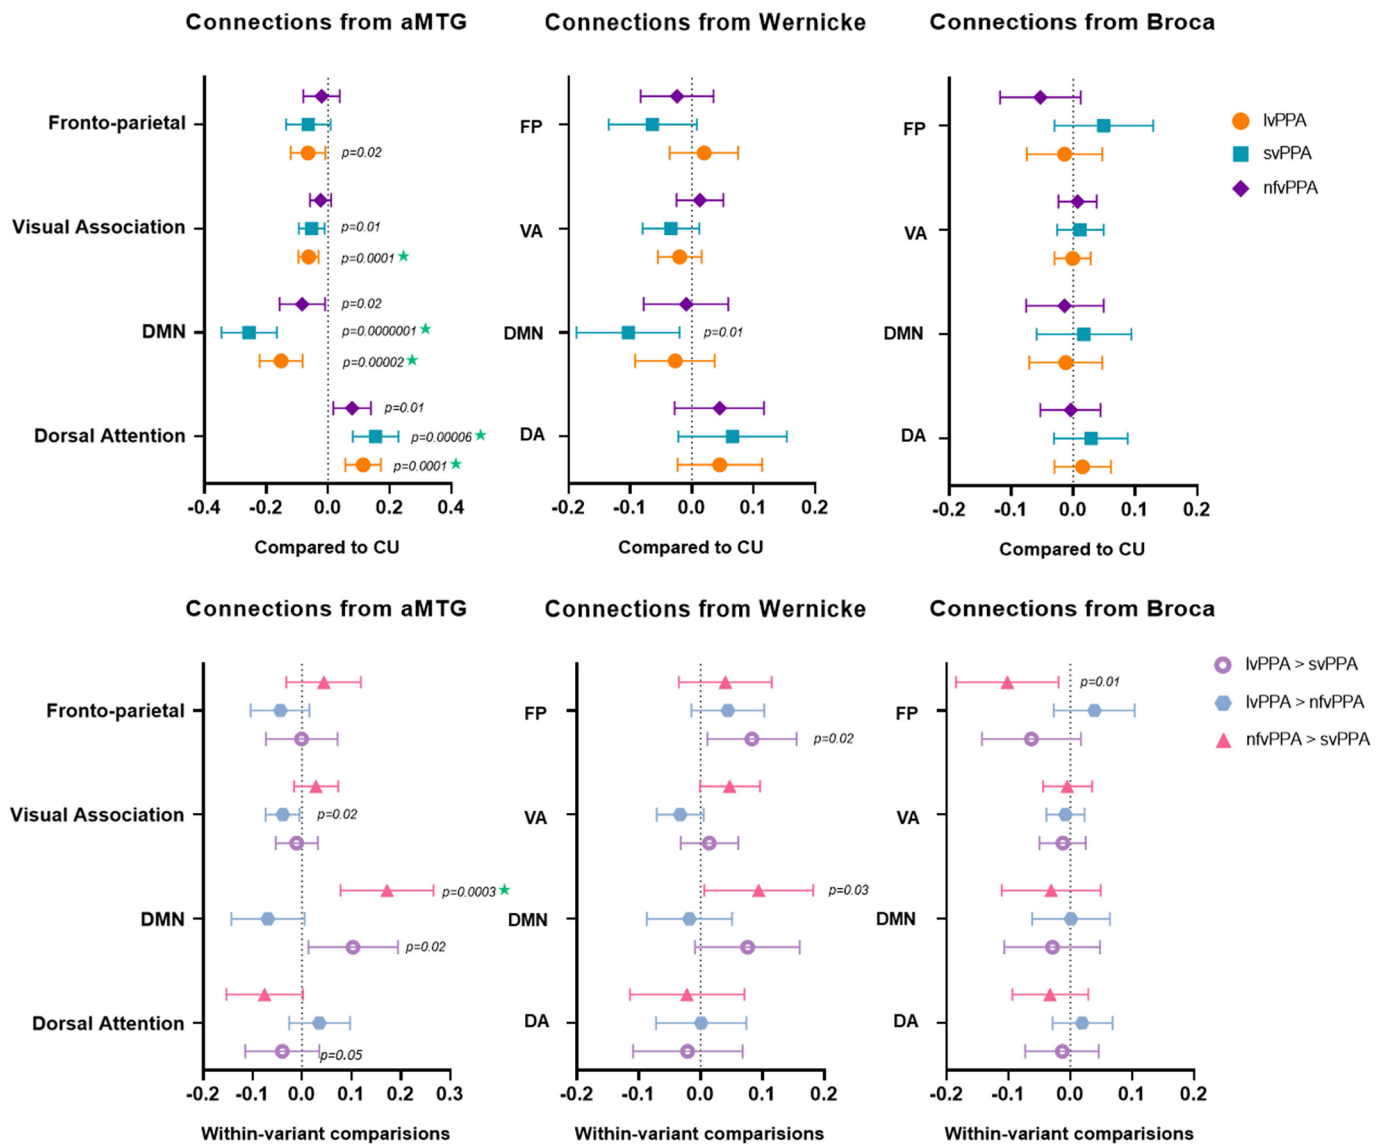 Connections from aMTG
Connections from Wernicke
Connections from Broca
Fronto-parietal
p=0.02
Visual Association
p=0.01
p=0.0001
DMN
p=0.02
p=0.0000001
p=0.00002
Dorsal Attention
p=0.01
p=0.00006
p=0.0001
-0.4 -0.2 0.0 0.2 0.4
Compared to CU
FP
VA
DMN
p=0.01
DA
-0.2 -0.1 0.0 0.1 0.2
Compared to CU
FP
VA
DMN
DA
-0.2 -0.1 0.0 0.1 0.2
Compared to CU
lvPPA
svPPA
nfvPPA
Connections from aMTG
Connections from Wernicke
Connections from Broca
Fronto-parietal
Visual Association
p=0.02
DMN
p=0.0003
p=0.02
Dorsal Attention
p=0.05
-0.2 -0.1 0.0 0.1 0.2 0.3
Within-variant comparisions
FP
p=0.02
VA
DMN
p=0.03
DA
-0.2 -0.1 0.0 0.1 0.2
Within-variant comparisions
FP
p=0.01
VA
DMN
DA
-0.2 -0.1 0.0 0.1 0.2
Within-variant comparisions
lvPPA > svPPA
lvPPA > nfvPPA
nfvPPA > svPPA